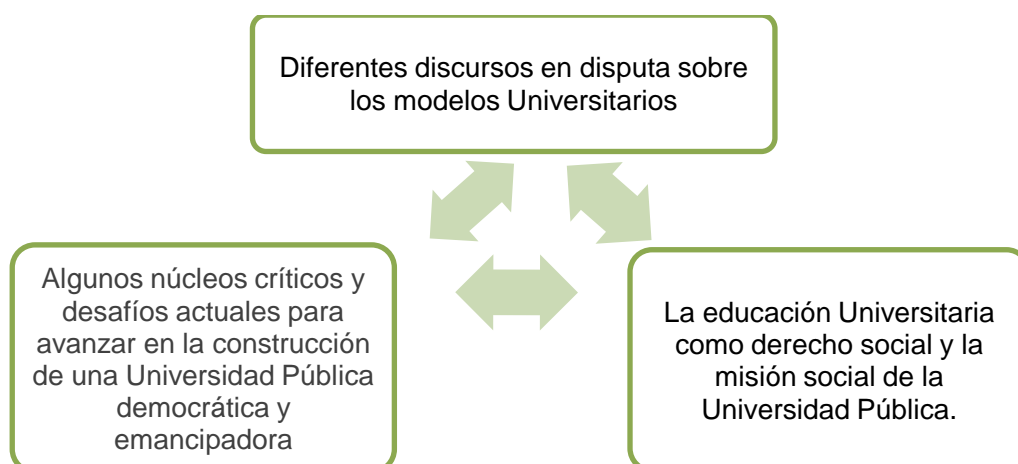 Diferentes discursos en disputa sobre
los modelos Universitarios
Algunos núcleos críticos y
desafíos actuales para
avanzar en la construcción
de una Universidad Pública
democrática y
emancipadora
La educación Universitaria
como derecho social y la
misión social de la
Universidad Pública.